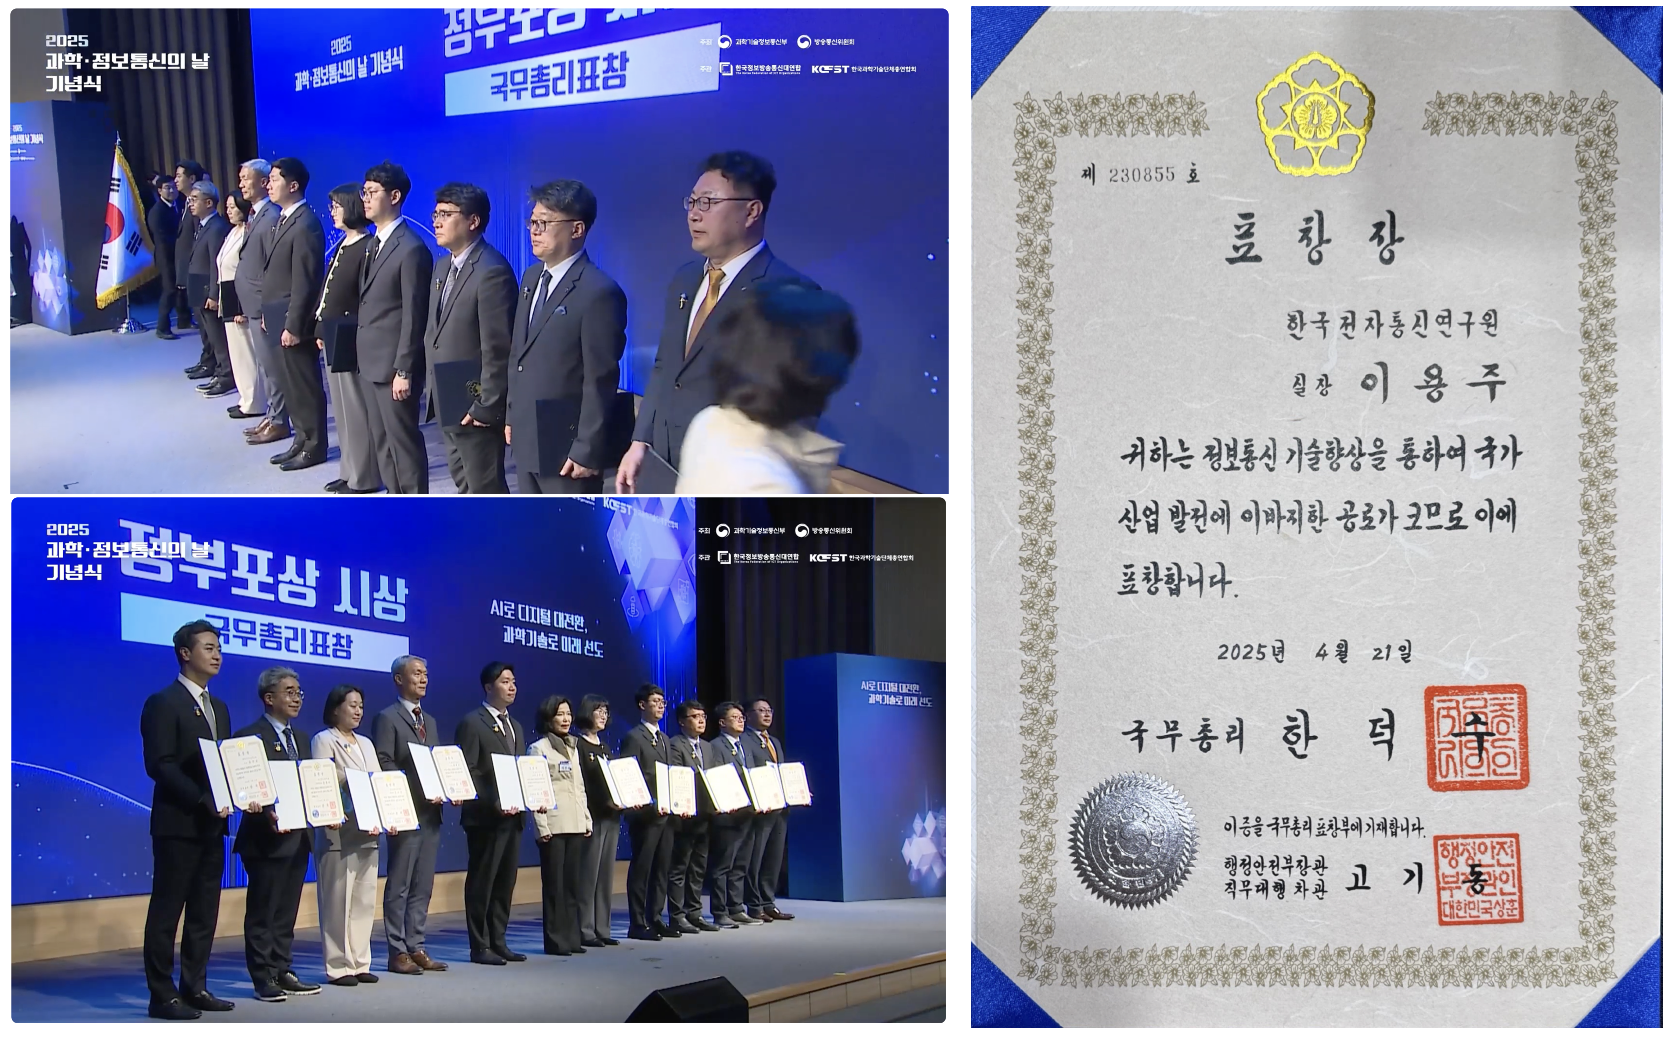 2025
과학·정보통신의 날
기념식
2025
과학·정보통신의 날 기념식
국무총리표창
주최 과학기술정보통신부 방송통신위원회
주관 한국정보방송통신대연합 KOFST 한국과학기술단체총연합회
2025
과학·정보통신의 날
기념식
정부포상 시상
국무총리표창
AI로 디지털 대전환,
과학기술로 미래 선도
주최 과학기술정보통신부 방송통신위원회
주관 한국정보방송통신대연합 KOFST 한국과학기술단체총연합회
AI로 디지털 대전환,
과학기술로 미래 선도
제 230855 호
표창장
한국전자통신연구원
실장 이용주
귀하는 정보통신 기술향상을 통하여 국가
산업 발전에 이바지한 공로가 크므로 이에
표창합니다.
2025년 4월 21일
국무총리 한덕수
이 증을 국무총리 표창부에 기재합니다.
행정안전부장관
직무대행 차관 고기동
행정안전
부장관인
대한민국상훈